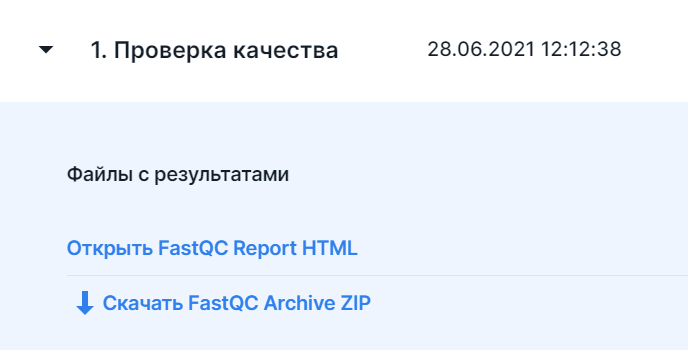 1. Проверка качества 28.06.2021 12:12:38
Файлы с результатами
Открыть FastQC Report HTML
Скачать FastQC Archive ZIP